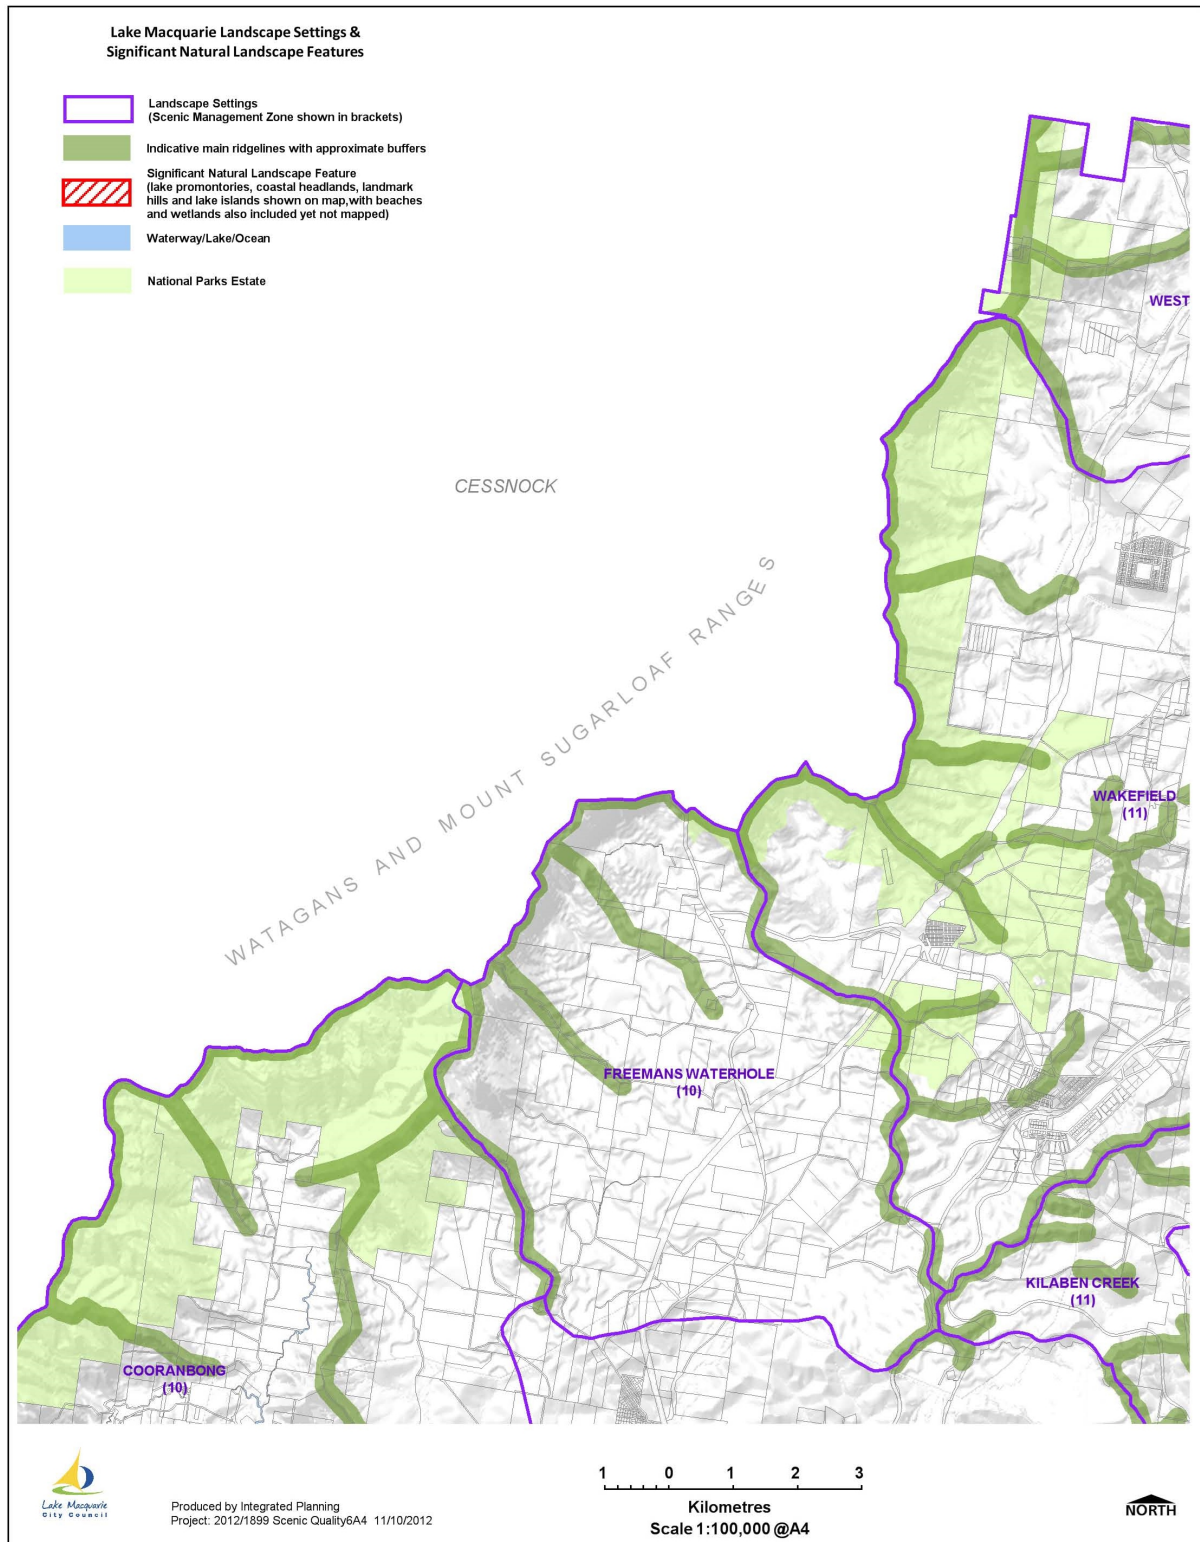 Lake Macquarie Landscape Settings &
Significant Natural Landscape Features
Landscape Settings
(Scenic Management Zone shown in brackets)
Indicative main ridgelines with approximate buffers
Significant Natural Landscape Feature
(lake promontories, coastal headlands, landmark
hills and lake islands shown on map,with beaches
and wetlands also included yet not mapped)
Waterway/Lake/Ocean
National Parks Estate
WEST
CESSNOCK
WATAGANS AND MOUNT SUGARLOAF RANGES
WAKEFIELD
(11)
FREEMANS WATERHOLE
(10)
KILABEN CREEK
(11)
COORANBONG
(10)
Lake Macquarie
City Council
Produced by Integrated Planning
Project: 2012/1899 Scenic Quality6A4 11/10/2012
1 0 1 2 3
Kilometres
Scale 1:100,000 @A4
NORTH